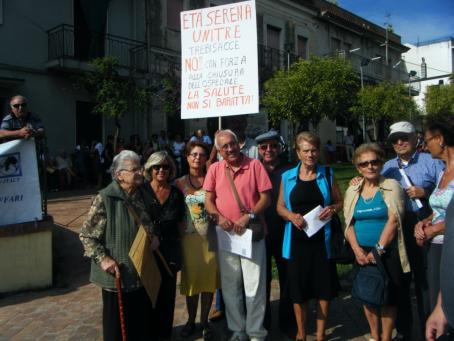 ETA SERENA
UNITRE
TREBISACCE
NO CON FORZA
ALLA CHIUSURA
DELL'OSPEDALE
LA SALUTE
NON SI BARATTA!